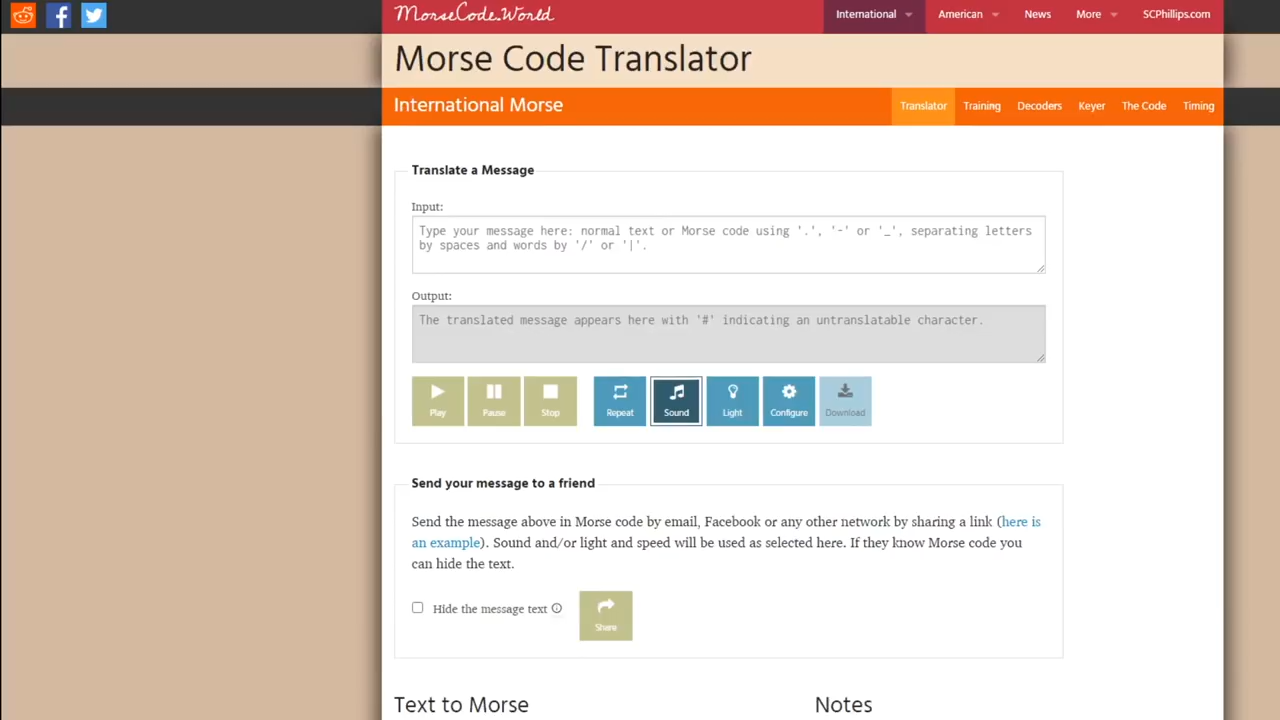 MorseCode.World
International
American
News
More
SCPhillips.com
Morse Code Translator
International Morse
Translator
Training
Decoders
Keyer
The Code
Timing
Translate a Message
Input:
Type your message here: normal text or Morse code using '.', '-' or '_', separating letters
by spaces and words by '/' or '|'.
Output:
The translated message appears here with '#' indicating an untranslatable character.
Play
Pause
Stop
Repeat
Sound
Light
Configure
Download
Send your message to a friend
Send the message above in Morse code by email, Facebook or any other network by sharing a link (here is
an example). Sound and/or light and speed will be used as selected here. If they know Morse code you
can hide the text.
Hide the message text
Share
Text to Morse
Notes